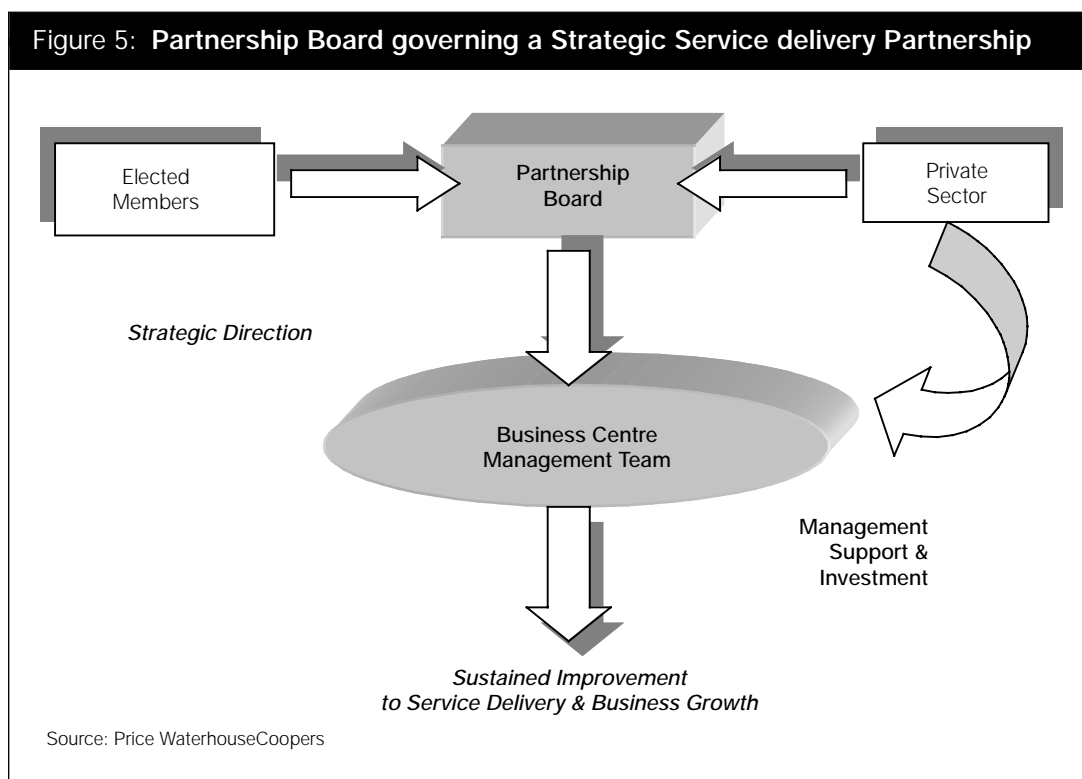 Figure 5: Partnership Board governing a Strategic Service delivery Partnership
Elected
Members
Partnership
Board
Private
Sector
Strategic Direction
Business Centre
Management Team
Management
Support &
Investment
Sustained Improvement
to Service Delivery & Business Growth
Source: Price WaterhouseCoopers